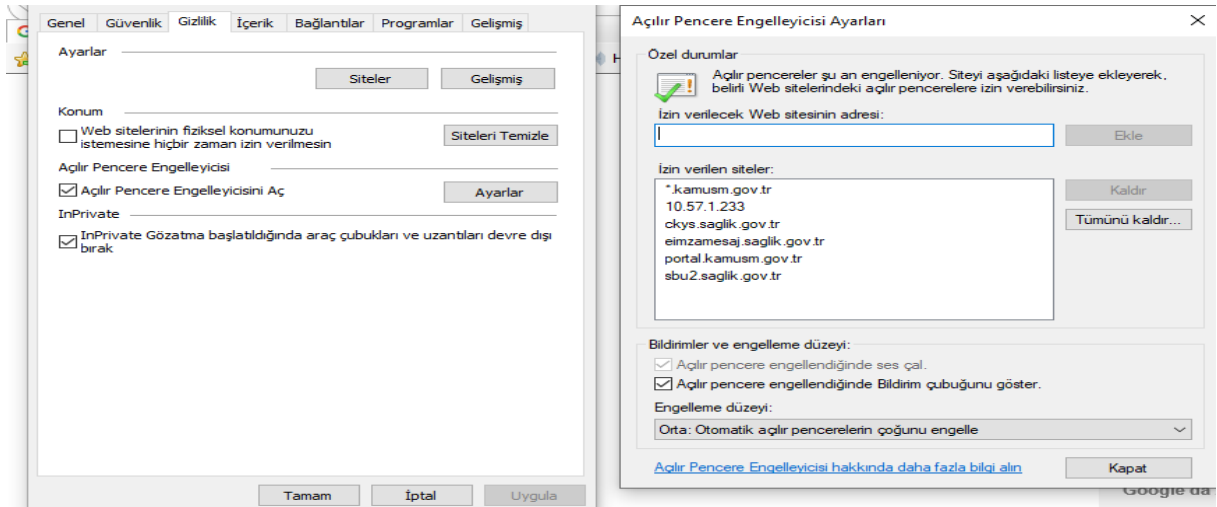 Genel Güvenlik Gizlilik İçerik Bağlantılar Programlar Gelişmiş
Ayarlar
Siteler Gelişmiş
Konum
Web sitelerinin fiziksel konumunuzu
istemesine hiçbir zaman izin verilmesin
Siteleri Temizle
Açılır Pencere Engelleyicisi
Açılır Pencere Engelleyicisini Aç
Ayarlar
InPrivate
InPrivate Gözatma başlatıldığında araç çubukları ve uzantıları devre dışı
bırak
Tamam İptal Uygula
Açılır Pencere Engelleyicisi Ayarları
Özel durumlar
Açılır pencereler şu an engelleniyor. Siteyi aşağıdaki listeye ekleyerek,
belirli Web sitelerindeki açılır pencerelere izin verebilirsiniz.
İzin verilecek Web sitesinin adresi:
Ekle
İzin verilen siteler:
*.kamusm.gov.tr
10.57.1.233
ckys.saglik.gov.tr
eimzamesaj.saglik.gov.tr
portal.kamusm.gov.tr
sbu2.saglik.gov.tr
Kaldır
Tümünü kaldır...
Bildirimler ve engelleme düzeyi:
Açılır pencere engellendiğinde ses çal.
Açılır pencere engellendiğinde Bildirim çubuğunu göster.
Engelleme düzeyi:
Orta: Otomatik açılır pencerelerin çoğunu engelle
Açılır Pencere Engelleyicisi hakkında daha fazla bilgi alın
Kapat
Google'da